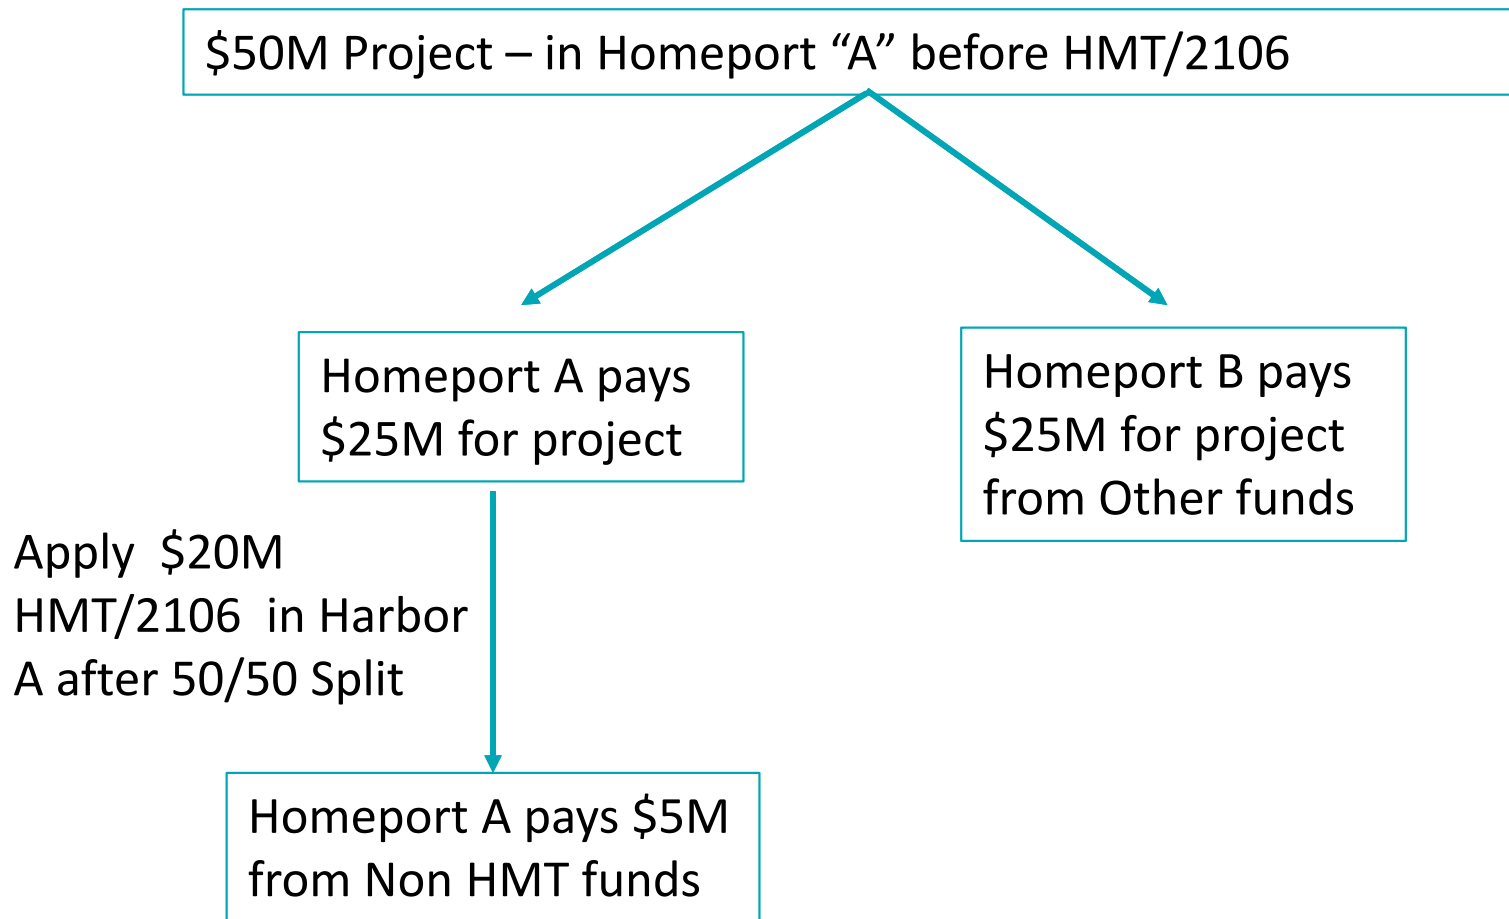 $50M Project – in Homeport “A” before HMT/2106
Homeport A pays
$25M for project
Homeport B pays
$25M for project
from Other funds
Apply  $20M
HMT/2106  in Harbor
A after 50/50 Split
Homeport A pays $5M
from Non HMT funds